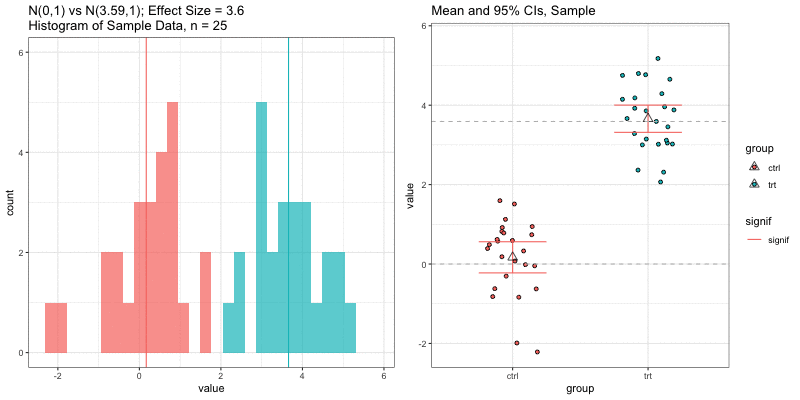 N(0,1) vs N(3.59,1); Effect Size = 3.6
Histogram of Sample Data, n = 25
count
6
4
2
0
-2
0
2
4
6
value
Mean and 95% CIs, Sample
value
6
4
2
0
-2
ctrl
trt
group
group
ctrl
trt
signif
signif